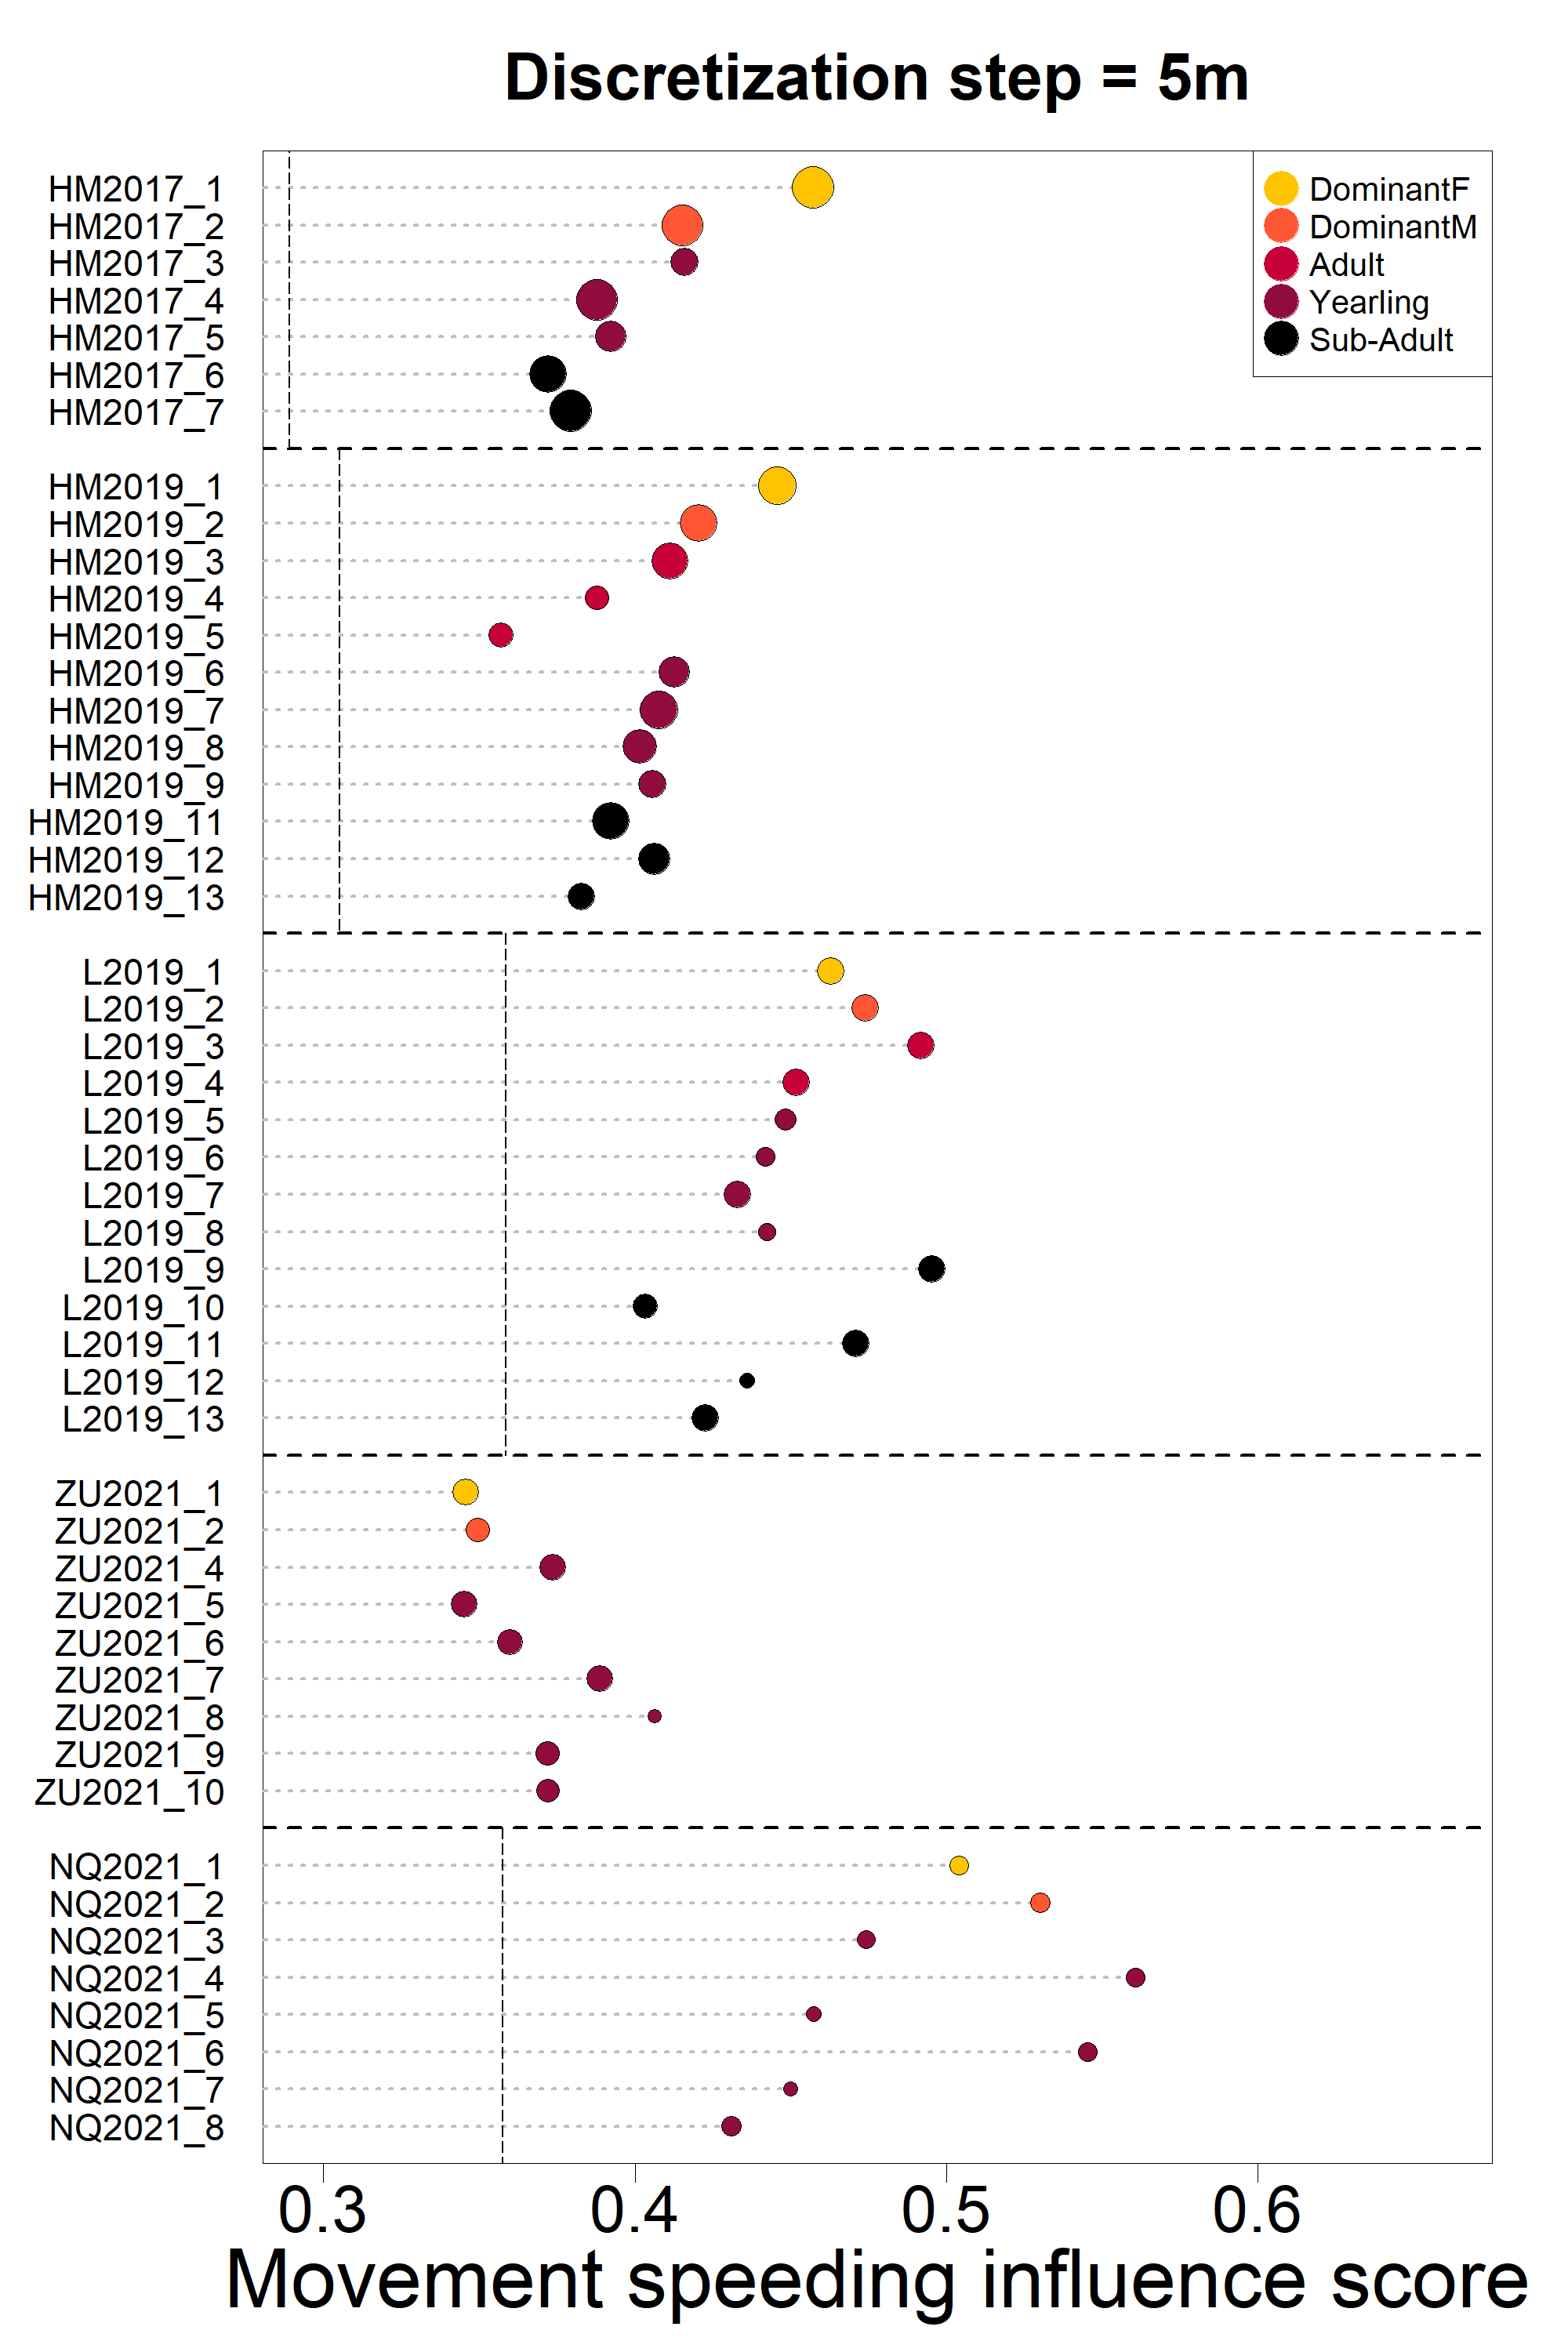 Discretization step = 5m
DominantF
DominantM
Adult
Yearling
Sub-Adult
HM2017_1
HM2017_2
HM2017_3
HM2017_4
HM2017_5
HM2017_6
HM2017_7
HM2019_1
HM2019_2
HM2019_3
HM2019_4
HM2019_5
HM2019_6
HM2019_7
HM2019_8
HM2019_9
HM2019_11
HM2019_12
HM2019_13
L2019_1
L2019_2
L2019_3
L2019_4
L2019_5
L2019_6
L2019_7
L2019_8
L2019_9
L2019_10
L2019_11
L2019_12
L2019_13
ZU2021_1
ZU2021_2
ZU2021_4
ZU2021_5
ZU2021_6
ZU2021_7
ZU2021_8
ZU2021_9
ZU2021_10
NQ2021_1
NQ2021_2
NQ2021_3
NQ2021_4
NQ2021_5
NQ2021_6
NQ2021_7
NQ2021_8
0.3 0.4 0.5 0.6
Movement speeding influence score